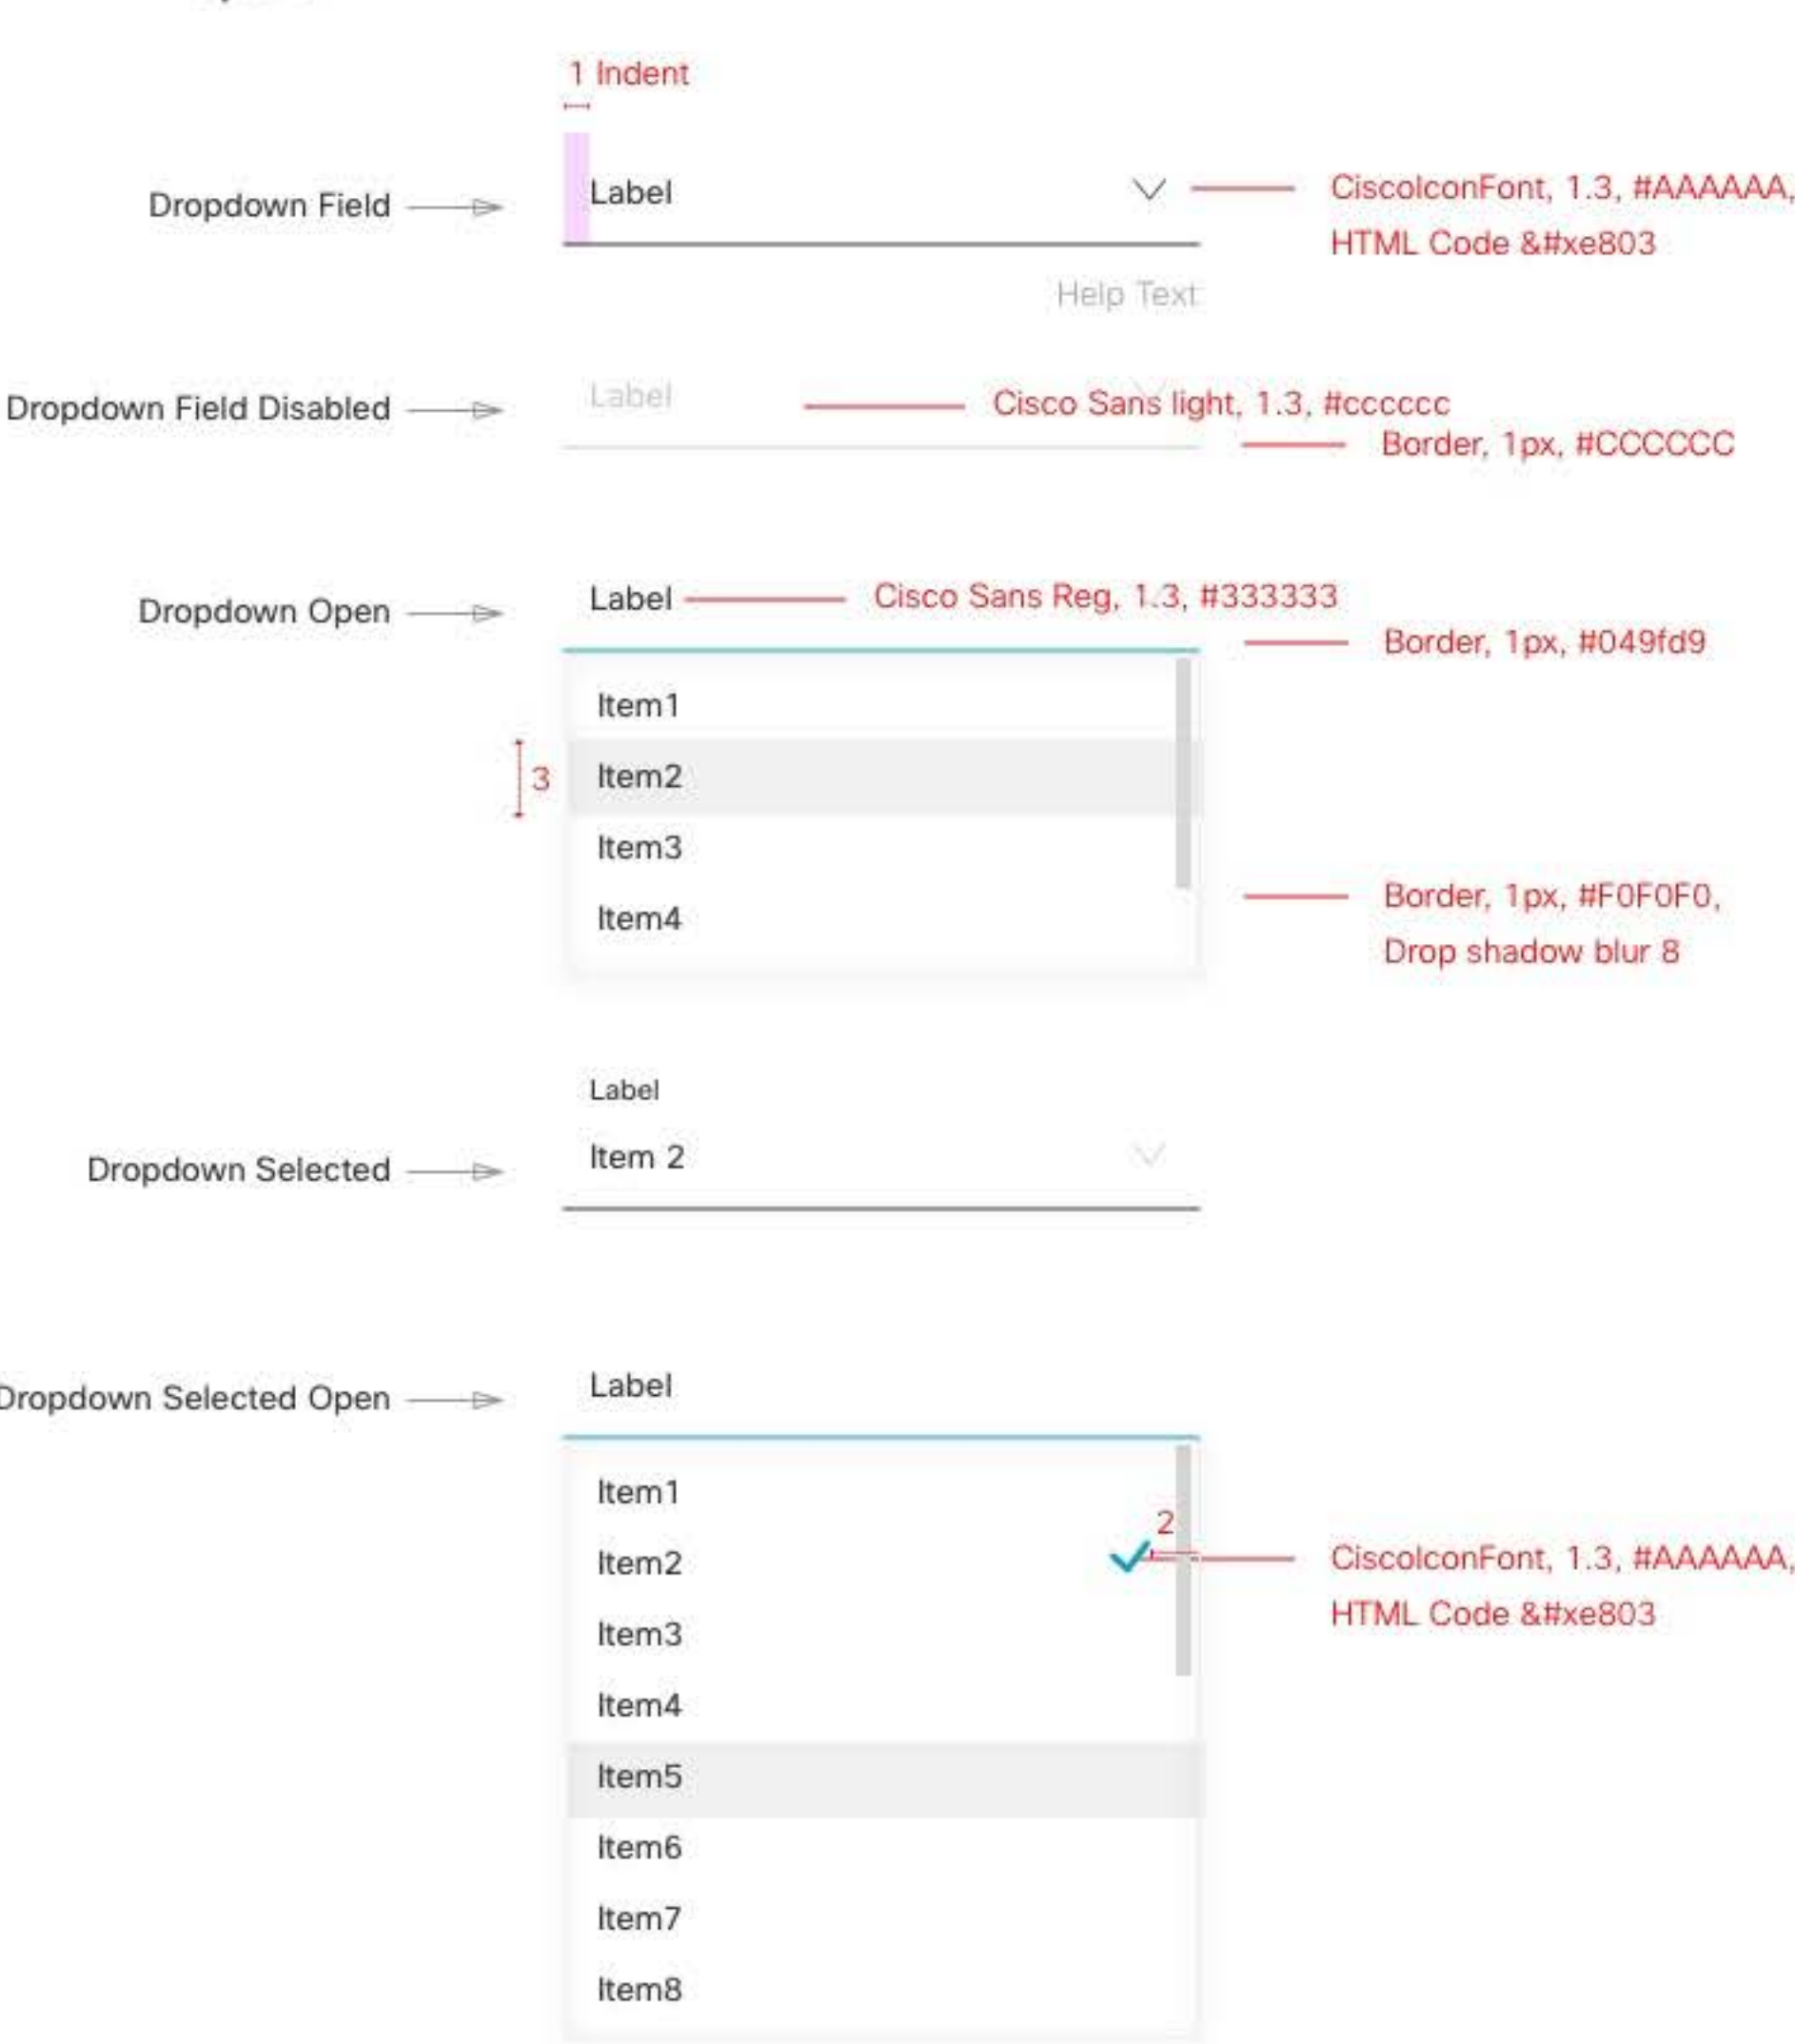 1 Indent
Dropdown Field
Label
CiscoIconFont, 1.3, #AAAAAA,
HTML Code &#xe803
Help Text
Dropdown Field Disabled
Label
Cisco Sans light, 1.3, #cccccc
Border, 1px, #CCCCCC
Dropdown Open
Label
Cisco Sans Reg, 1.3, #333333
Border, 1px, #049fd9
Item1
3
Item2
Item3
Item4
Border, 1px, #F0F0F0,
Drop shadow blur 8
Label
Dropdown Selected
Item 2
Dropdown Selected Open
Label
Item1
2
Item2
CiscoIconFont, 1.3, #AAAAAA,
HTML Code &#xe803
Item3
Item4
Item5
Item6
Item7
Item8